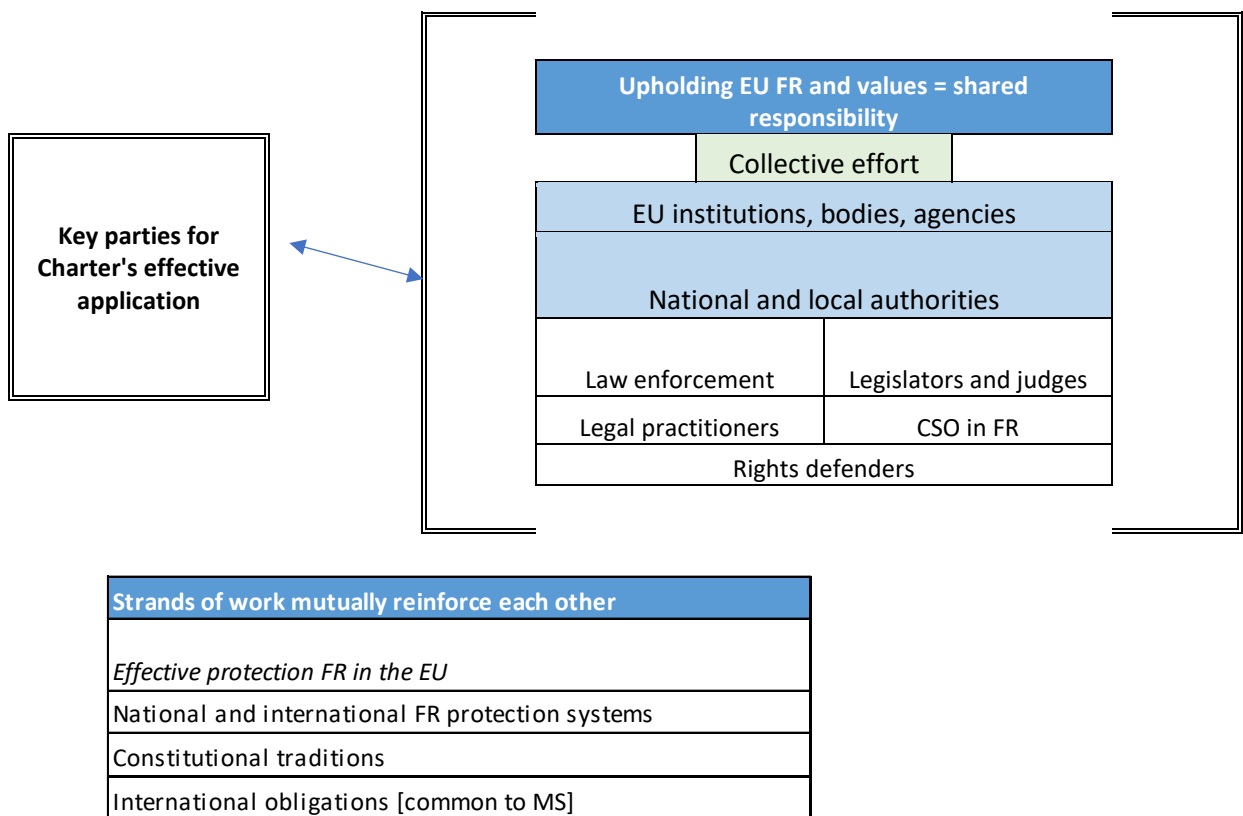 Upholding EU FR and values = shared
responsibility
Collective effort
Key parties for
Charter's effective
application
EU institutions, bodies, agencies
National and local authorities
Law enforcement
Legislators and judges
Legal practitioners
CSO in FR
Rights defenders
Strands of work mutually reinforce each other
Effective protection FR in the EU
National and international FR protection systems
Constitutional traditions
International obligations [common to MS]